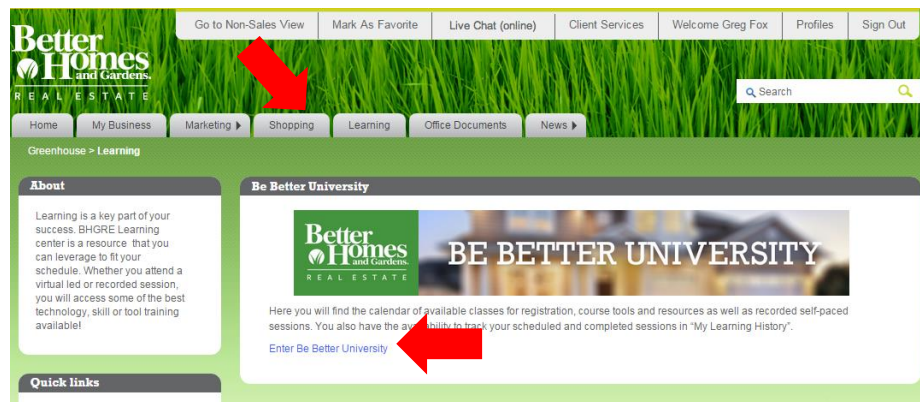 Go to Non-Sales View Mark As Favorite Live Chat (online) Client Services Welcome Greg Fox Profiles Sign Out
Better
Homes
and Gardens.
REAL ESTATE
Search
Home My Business Marketing Shopping Learning Office Documents News
Greenhouse > Learning
About
Learning is a key part of your
success. BHGRE Learning
center is a resource that you
can leverage to fit your
schedule. Whether you attend a
virtual led or recorded session,
you will access some of the best
technology, skill or tool training
available!
Quick links
Be Better University
Better
Homes
and Gardens.
REAL ESTATE
BE BETTER UNIVERSITY
Here you will find the calendar of available classes for registration, course tools and resources as well as recorded self-paced
sessions. You also have the availability to track your scheduled and completed sessions in “My Learning History”.
Enter Be Better University